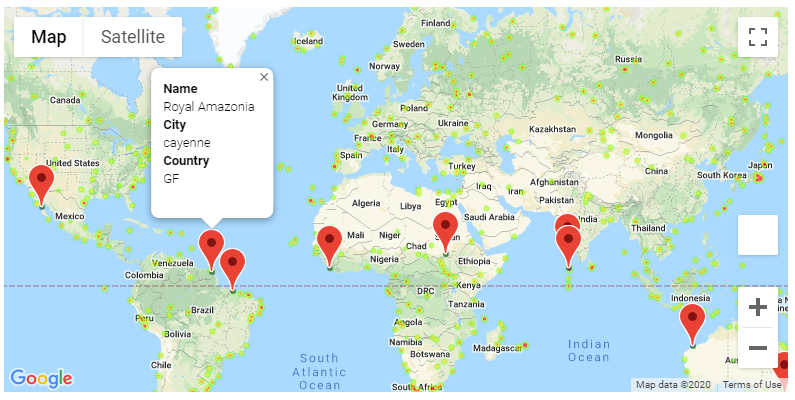 Map Satellite
Name
Royal Amazonia
City
cayenne
Country
GF
Iceland
Finland
Sweden
Norway
Russia
Canada
United
Kingdom
Poland
Germany
Ukraine
France
Kazakhstan
Mongolia
Italy
Spain
Turkey
United States
China
Japan
South Korea
Iraq
Iran
Afghanistan
Pakistan
Algeria
Libya
Egypt
Saudi Arabia
India
Mexico
Mali
Niger
Chad
Sudan
Thailand
Nigeria
Ethiopia
Venezuela
Colombia
Kenya
DRC
Indonesia
Tanzania
Brazil
Peru
Angola
Bolivia
Namibia
Botswana
Madagascar
Indian
Ocean
South
Atlantic
Ocean
Chile
South Africa
Aus
Google
Map data ©2020
Terms of Use